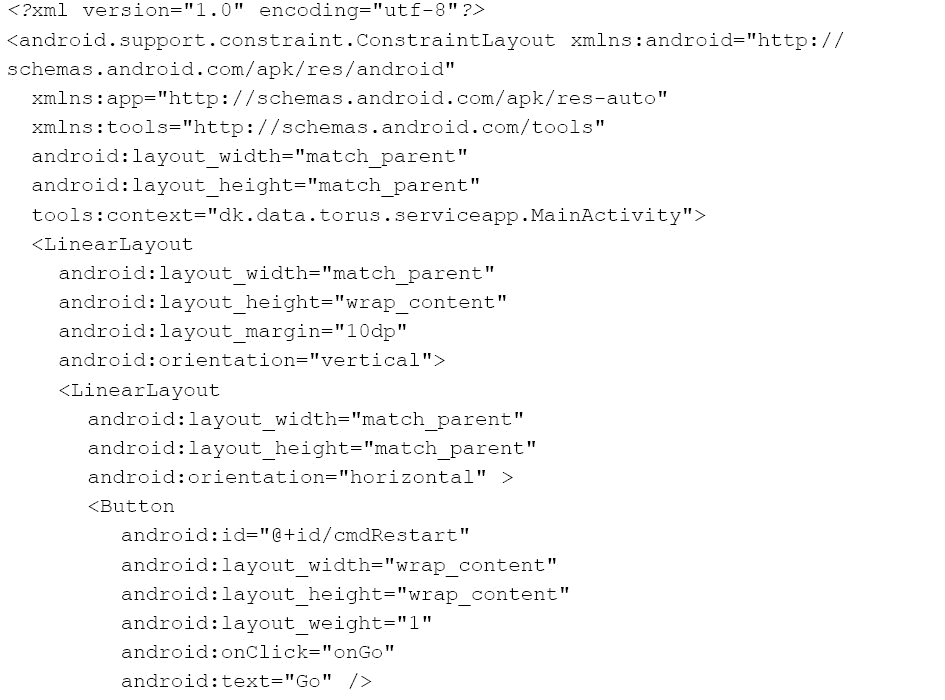 <?xml version="1.0" encoding="utf-8"?>
<android.support.constraint.ConstraintLayout xmlns:android="http://
schemas.android.com/apk/res/android"
xmlns:app="http://schemas.android.com/apk/res-auto"
xmlns:tools="http://schemas.android.com/tools"
android:layout_width="match_parent"
android:layout_height="match_parent"
tools:context="dk.data.torus.serviceapp.MainActivity">
<LinearLayout
android:layout_width="match_parent"
android:layout_height="wrap_content"
android:layout_margin="10dp"
android:orientation="vertical">
<LinearLayout
android:layout_width="match_parent"
android:layout_height="match_parent"
android:orientation="horizontal" >
<Button
android:id="@+id/cmdRestart"
android:layout_width="wrap_content"
android:layout_height="wrap_content"
android:layout_weight="1"
android:onClick="onGo"
android:text="Go" />